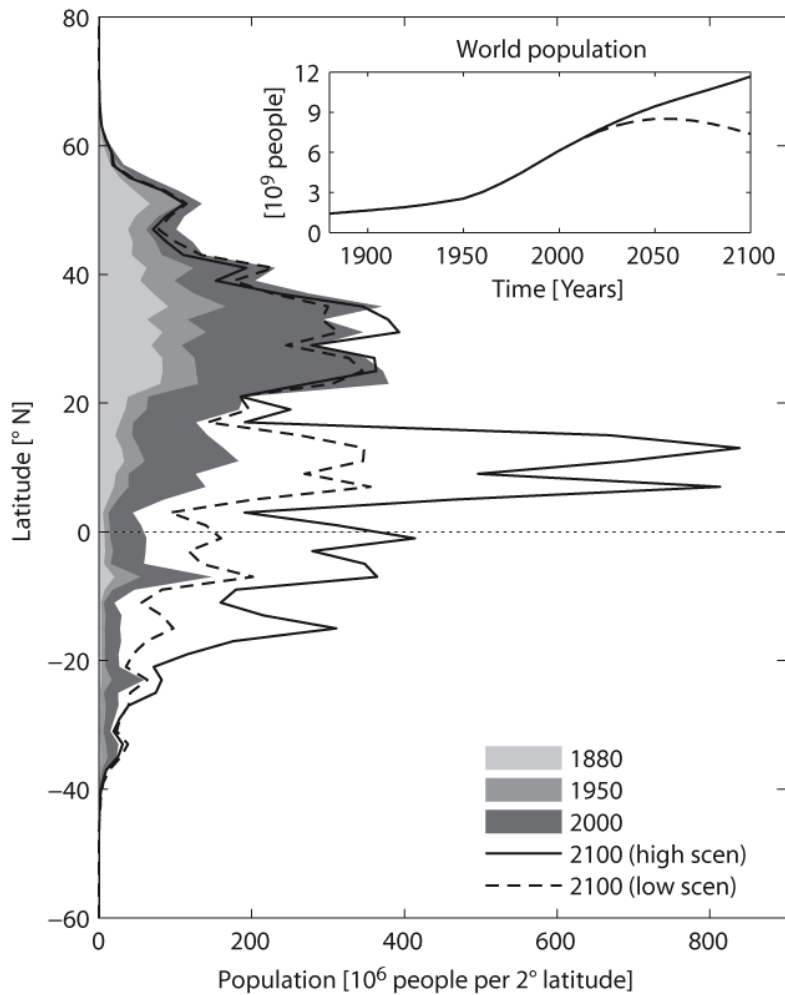 World population
[10⁹ people]
12
9
6
3
0
1900 1950 2000 2050 2100
Time [Years]
Latitude [° N]
80
60
40
20
0
−20
−40
−60
1880
1950
2000
2100 (high scen)
2100 (low scen)
0 200 400 600 800
Population [10⁶ people per 2° latitude]